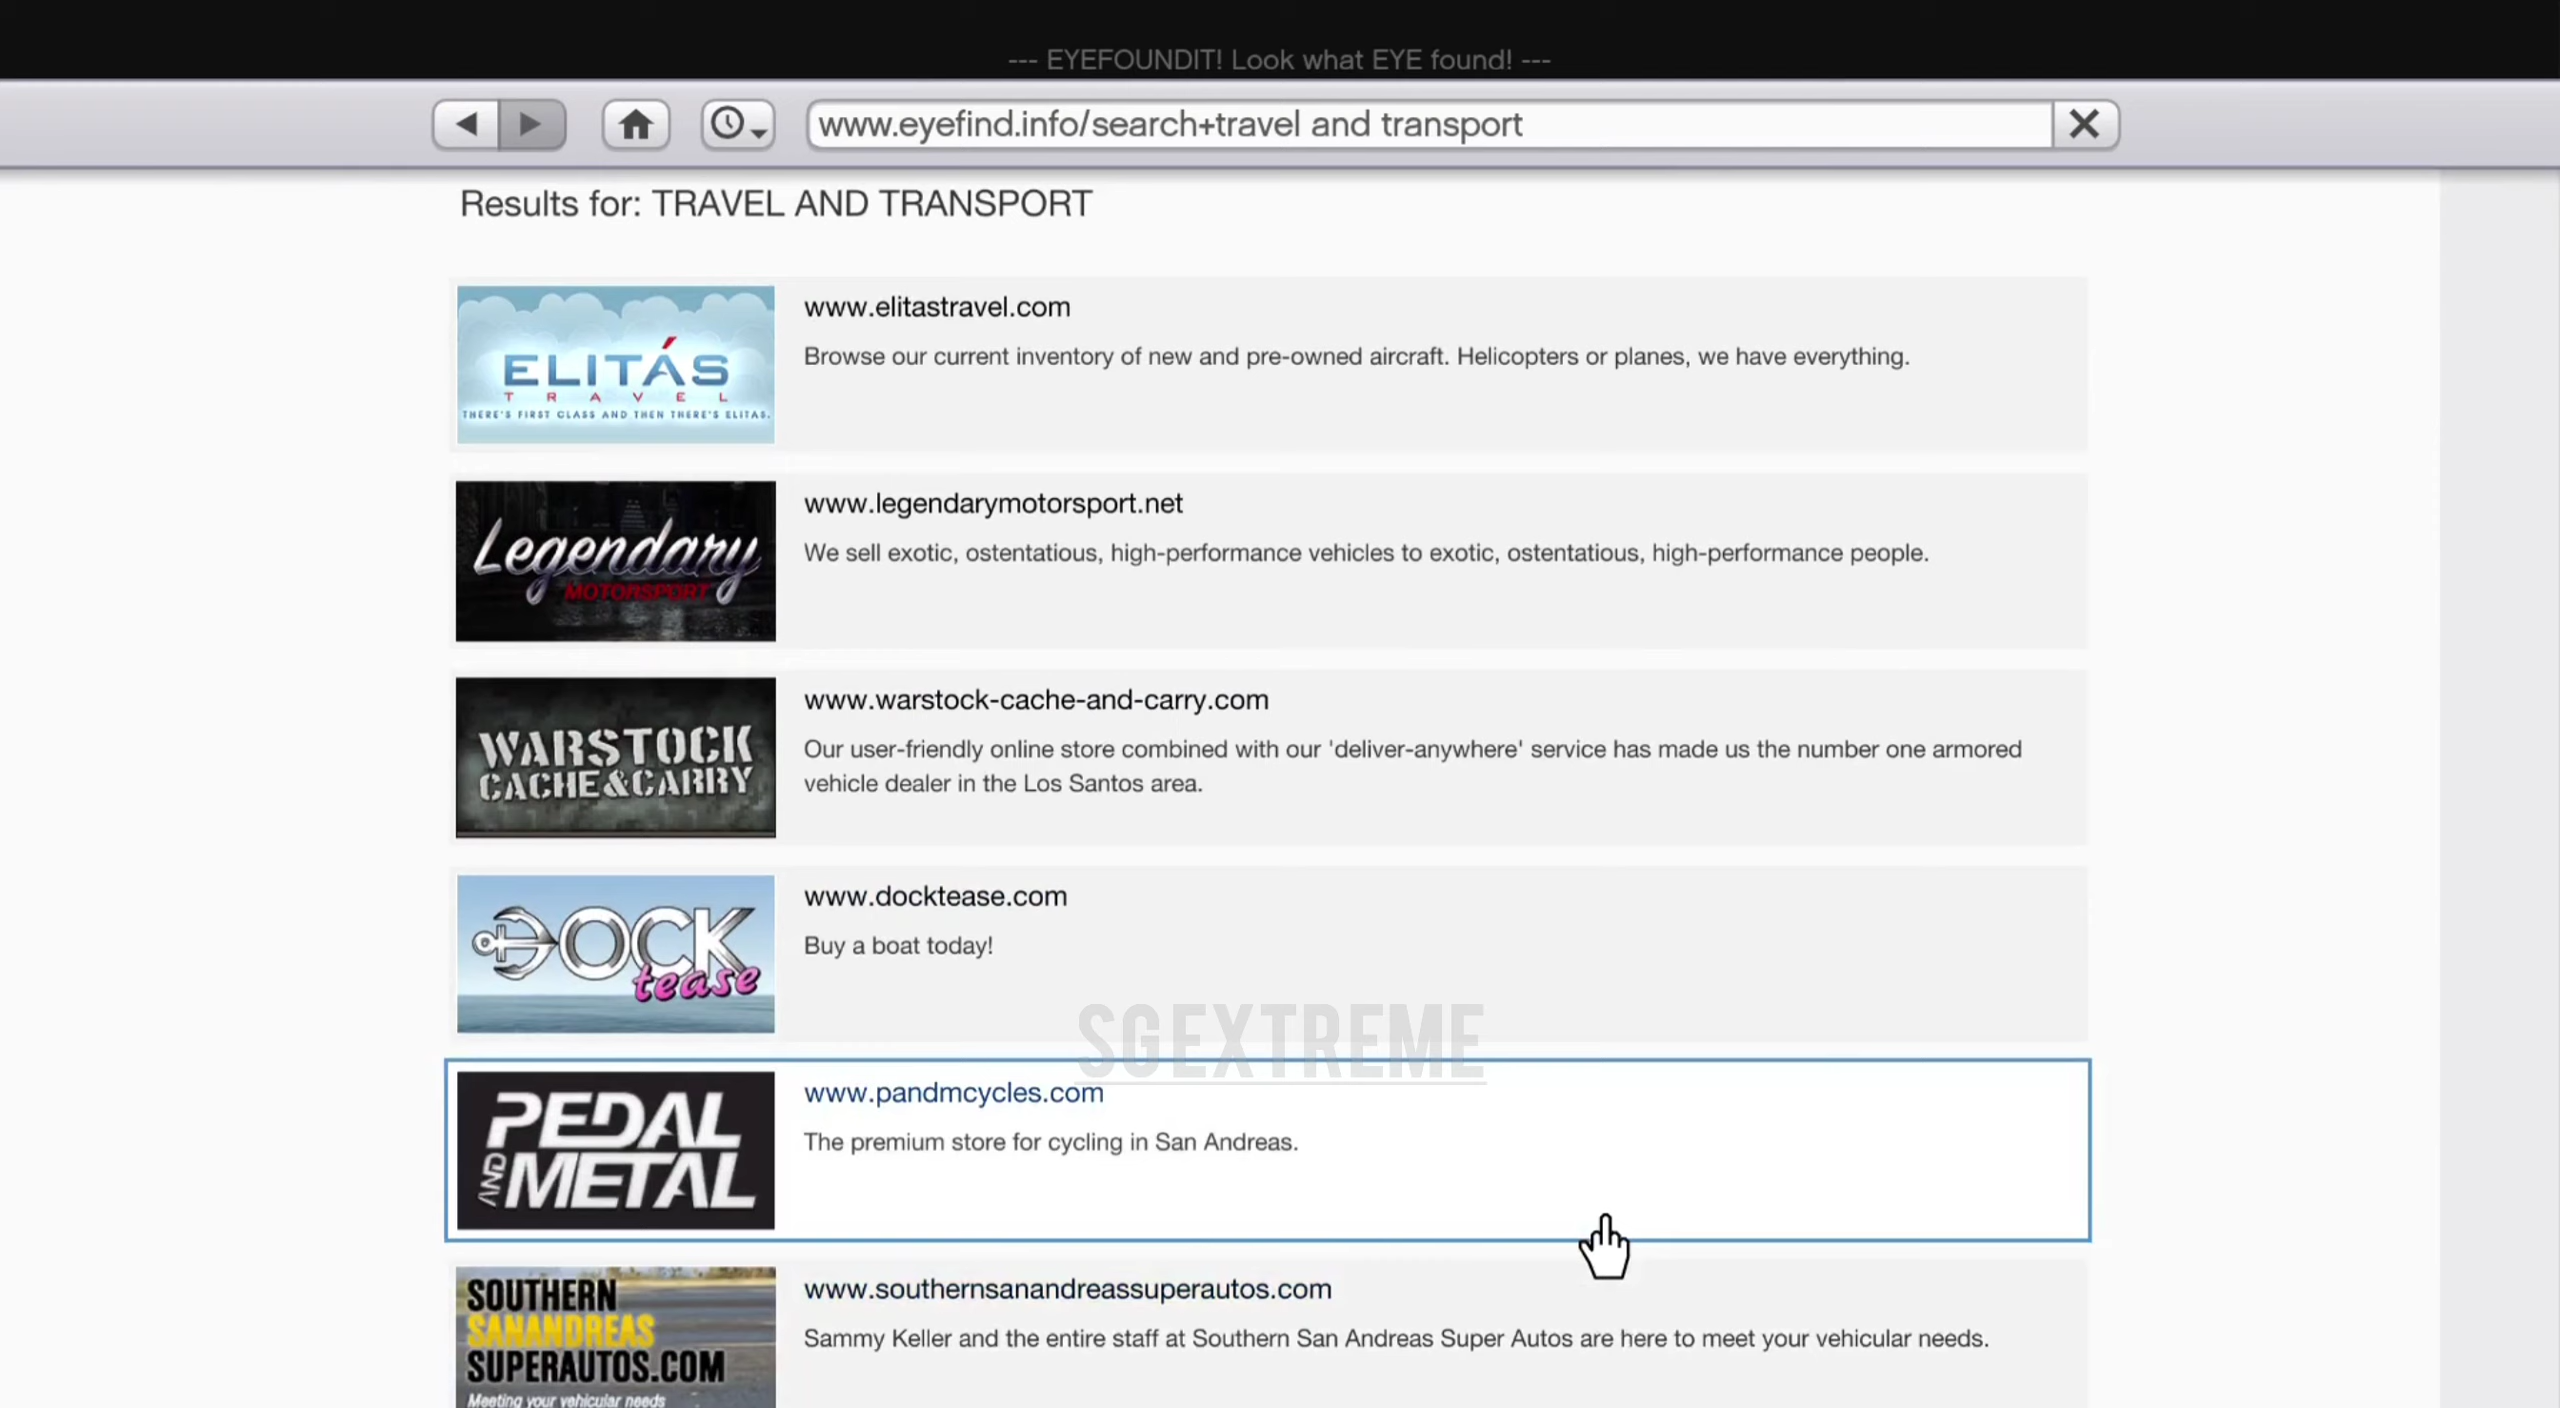 --- EYEFOUNDIT! Look what EYE found! ---
www.eyefind.info/search+travel and transport
Results for: TRAVEL AND TRANSPORT
ELITÁS
TRAVEL
THERE'S FIRST CLASS AND THEN THERE'S ELITAS.
www.elitastravel.com
Browse our current inventory of new and pre-owned aircraft. Helicopters or planes, we have everything.
Legendary
MOTORSPORT
www.legendarymotorsport.net
We sell exotic, ostentatious, high-performance vehicles to exotic, ostentatious, high-performance people.
WARSTOCK
CACHE&CARRY
www.warstock-cache-and-carry.com
Our user-friendly online store combined with our 'deliver-anywhere' service has made us the number one armored
vehicle dealer in the Los Santos area.
DOCK
tease
www.docktease.com
Buy a boat today!
SGEXTREME
PEDAL
AND METAL
www.pandmcycles.com
The premium store for cycling in San Andreas.
SOUTHERN
SANANDREAS
SUPERAUTOS.COM
Meeting your vehicular needs
www.southernsanandreassuperautos.com
Sammy Keller and the entire staff at Southern San Andreas Super Autos are here to meet your vehicular needs.